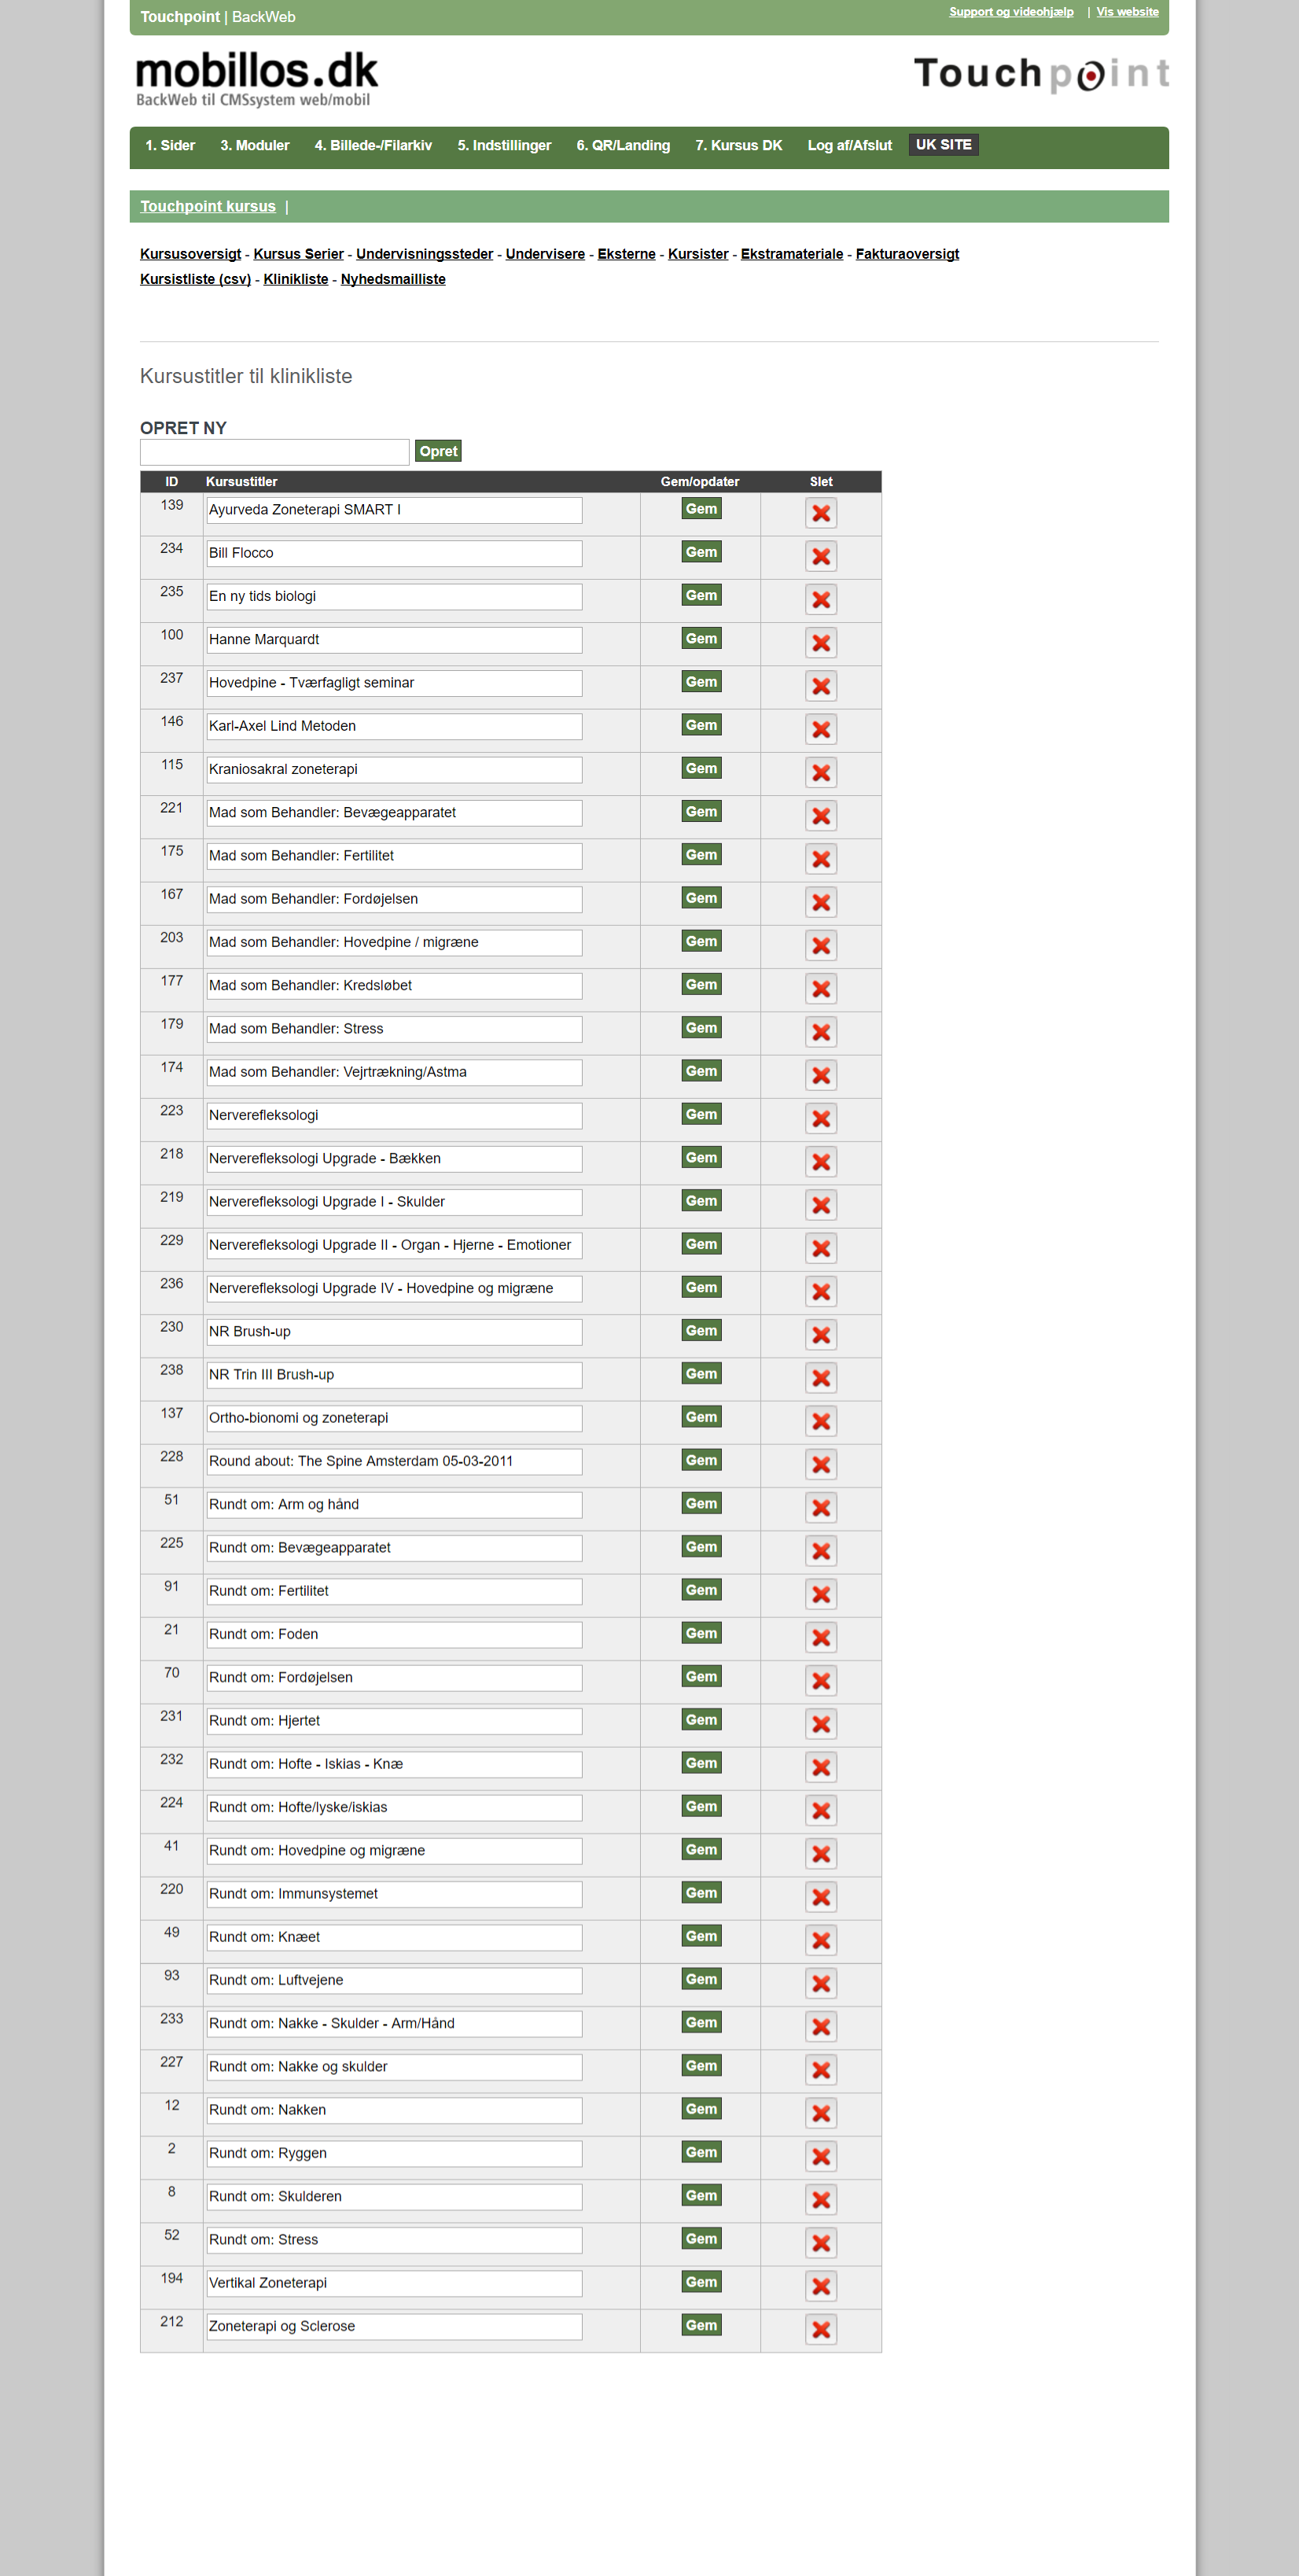 Touchpoint | BackWeb
Support og videohjælp | Vis website
mobillos.dk
BackWeb til CMSsystem web/mobil
Touchpoint
1. Sider 3. Moduler 4. Billede-/Filarkiv 5. Indstillinger 6. QR/Landing 7. Kursus DK Log af/Afslut UK SITE
Touchpoint kursus |
Kursusoversigt - Kursus Serier - Undervisningssteder - Undervisere - Eksterne - Kursister - Ekstramateriale - Fakturaoversigt
Kursistliste (csv) - Klinikliste - Nyhedsmailliste
Kursustitler til klinikliste
OPRET NY
Opret
ID Kursustitler Gem/opdater Slet
139 Ayurveda Zoneterapi SMART I Gem
234 Bill Flocco Gem
235 En ny tids biologi Gem
100 Hanne Marquardt Gem
237 Hovedpine - Tværfagligt seminar Gem
146 Karl-Axel Lind Metoden Gem
115 Kraniosakral zoneterapi Gem
221 Mad som Behandler: Bevægeapparatet Gem
175 Mad som Behandler: Fertilitet Gem
167 Mad som Behandler: Fordøjelsen Gem
203 Mad som Behandler: Hovedpine / migræne Gem
177 Mad som Behandler: Kredsløbet Gem
179 Mad som Behandler: Stress Gem
174 Mad som Behandler: Vejrtrækning/Astma Gem
223 Nerverefleksologi Gem
218 Nerverefleksologi Upgrade - Bækken Gem
219 Nerverefleksologi Upgrade I - Skulder Gem
229 Nerverefleksologi Upgrade II - Organ - Hjerne - Emotioner Gem
236 Nerverefleksologi Upgrade IV - Hovedpine og migræne Gem
230 NR Brush-up Gem
238 NR Trin III Brush-up Gem
137 Ortho-bionomi og zoneterapi Gem
228 Round about: The Spine Amsterdam 05-03-2011 Gem
51 Rundt om: Arm og hånd Gem
225 Rundt om: Bevægeapparatet Gem
91 Rundt om: Fertilitet Gem
21 Rundt om: Foden Gem
70 Rundt om: Fordøjelsen Gem
231 Rundt om: Hjertet Gem
232 Rundt om: Hofte - Iskias - Knæ Gem
224 Rundt om: Hofte/lyske/iskias Gem
41 Rundt om: Hovedpine og migræne Gem
220 Rundt om: Immunsystemet Gem
49 Rundt om: Knæet Gem
93 Rundt om: Luftvejene Gem
233 Rundt om: Nakke - Skulder - Arm/Hånd Gem
227 Rundt om: Nakke og skulder Gem
12 Rundt om: Nakken Gem
2 Rundt om: Ryggen Gem
8 Rundt om: Skulderen Gem
52 Rundt om: Stress Gem
194 Vertikal Zoneterapi Gem
212 Zoneterapi og Sclerose Gem